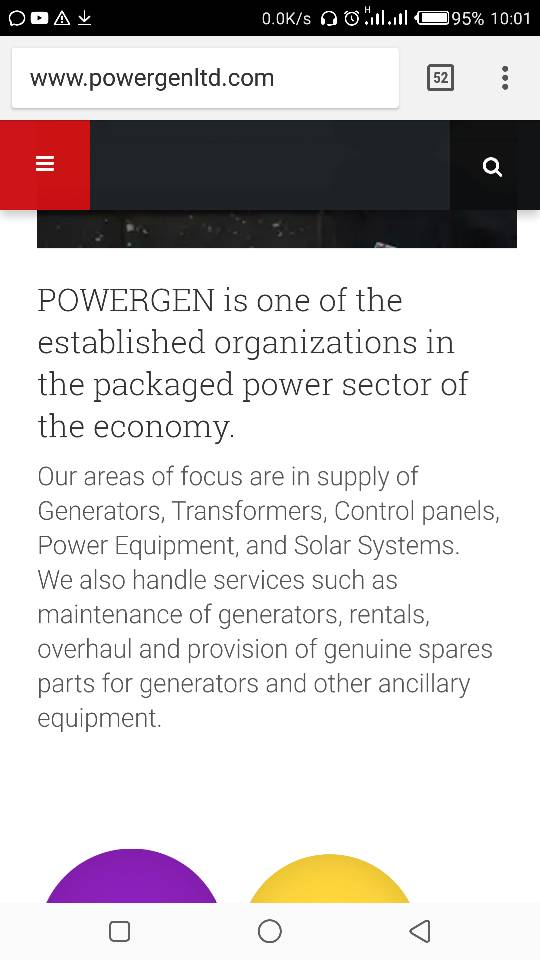 0.0K/s H 95% 10:01
www.powergenltd.com 52
POWERGEN is one of the
established organizations in
the packaged power sector of
the economy.
Our areas of focus are in supply of
Generators, Transformers, Control panels,
Power Equipment, and Solar Systems.
We also handle services such as
maintenance of generators, rentals,
overhaul and provision of genuine spares
parts for generators and other ancillary
equipment.